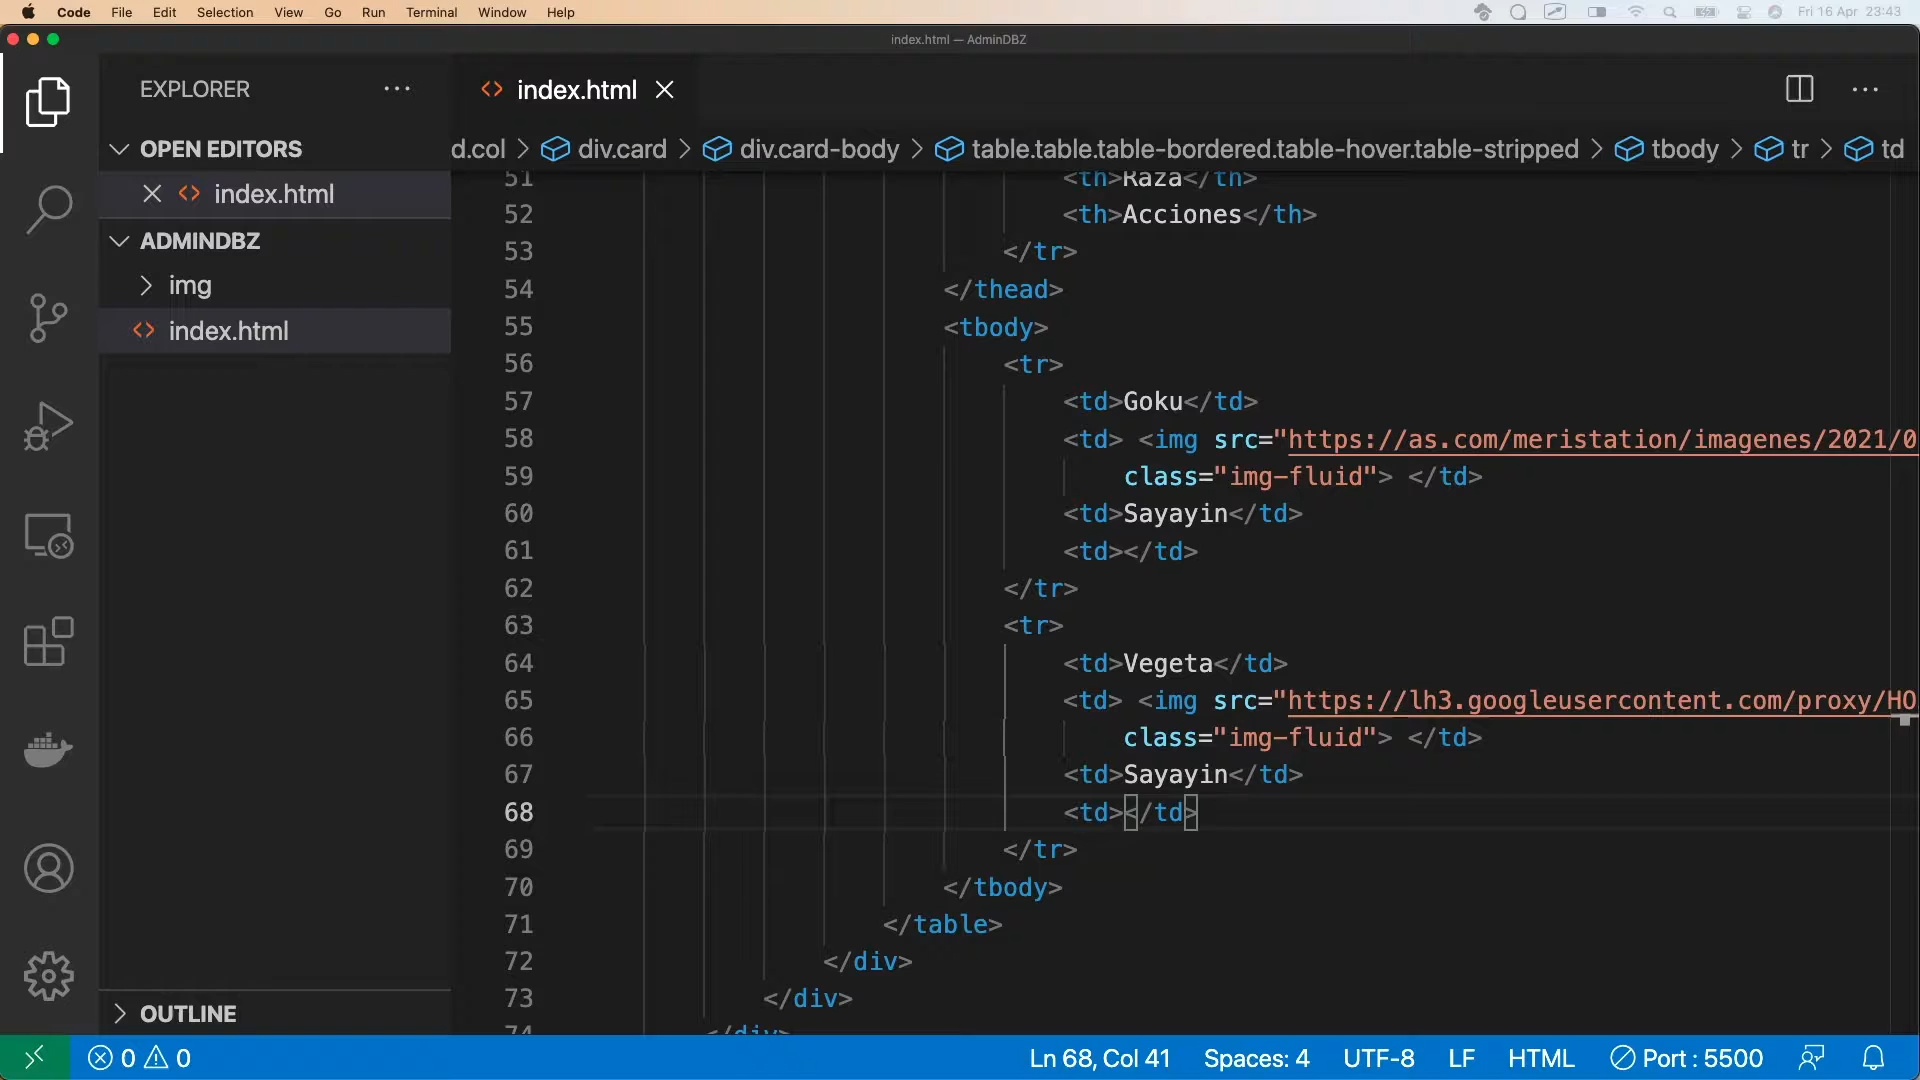 Code File Edit Selection View Go Run Terminal Window Help Fri 16 Apr 23:43
index.html — AdminDBZ
EXPLORER
index.html
OPEN EDITORS
index.html
ADMINDBZ
img
index.html
OUTLINE
d.col > div.card > div.card-body > table.table.table-bordered.table-hover.table-stripped > tbody > tr > td
51 <th>Raza</th>
52 <th>Acciones</th>
53 </tr>
54 </thead>
55 <tbody>
56 <tr>
57 <td>Goku</td>
58 <td> <img src="https://as.com/meristation/imagenes/2021/0
59 class="img-fluid"> </td>
60 <td>Sayayin</td>
61 <td></td>
62 </tr>
63 <tr>
64 <td>Vegeta</td>
65 <td> <img src="https://lh3.googleusercontent.com/proxy/HO
66 class="img-fluid"> </td>
67 <td>Sayayin</td>
68 <td></td>
69 </tr>
70 </tbody>
71 </table>
72 </div>
73 </div>
74 </div>
0 0 Ln 68, Col 41 Spaces: 4 UTF-8 LF HTML Port : 5500